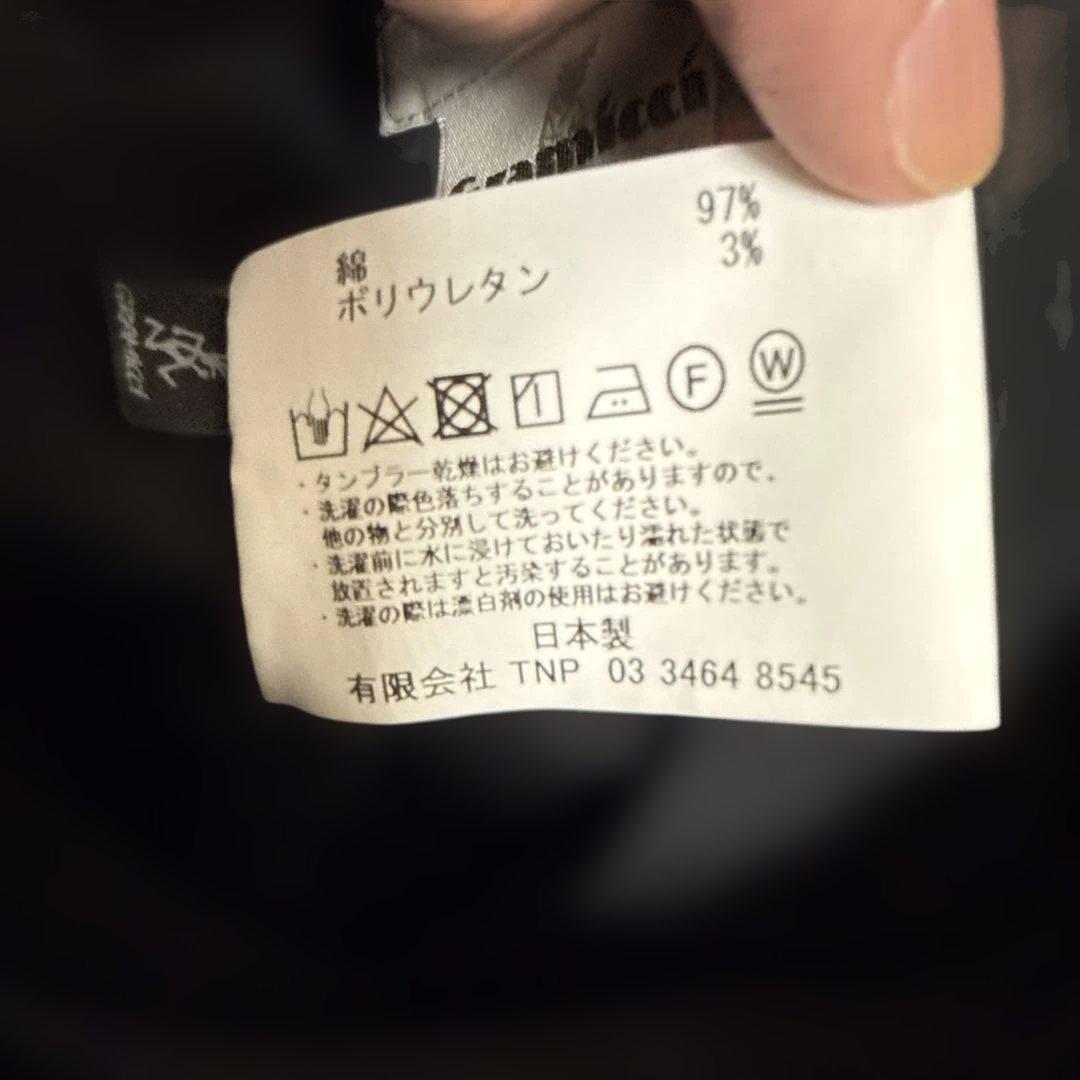 gramicci
綿 97%
ポリウレタン 3%
F W
・タンブラー乾燥はお避けください。
・洗濯の際色落ちすることがありますので、
他の物と分別して洗ってください。
・洗濯前に水に浸けておいたり濡れた状態で
放置されますと汚染することがあります。
・洗濯の際は漂白剤の使用はお避けください。
日本製
有限会社 TNP 03 3464 8545